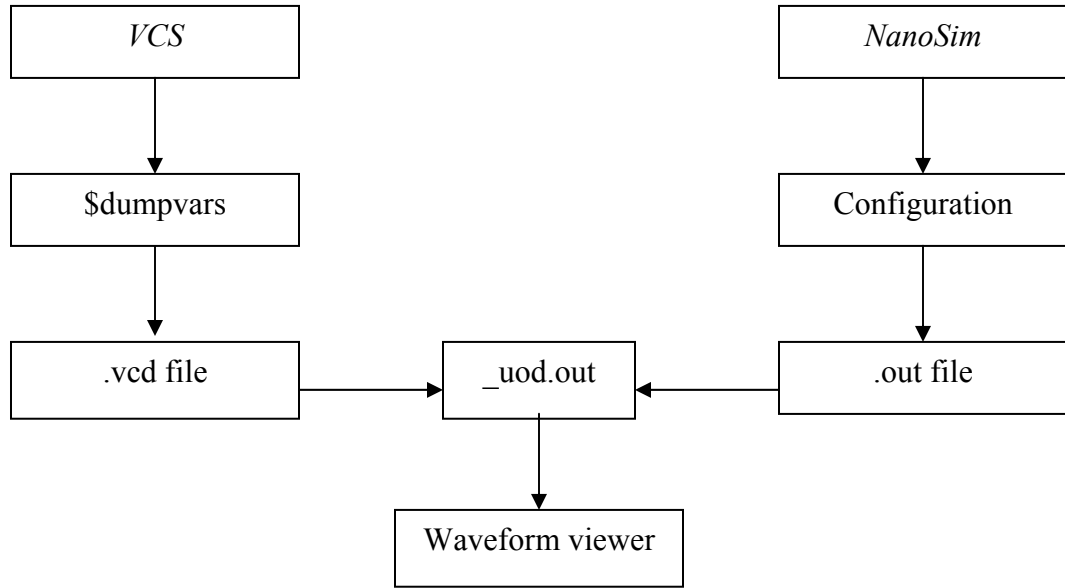 VCS
NanoSim
$dumpvars
Configuration
.vcd file
_uod.out
.out file
Waveform viewer